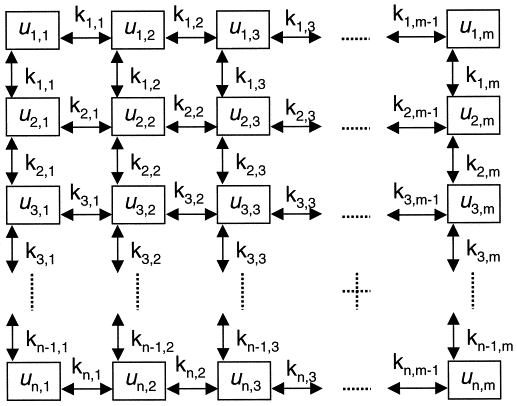 u1,1 k1,1 u1,2 k1,2 u1,3 k1,3 ...... k1,m-1 u1,m
k1,1 k1,2 k1,3 k1,m
u2,1 k2,1 u2,2 k2,2 u2,3 k2,3 ...... k2,m-1 u2,m
k2,1 k2,2 k2,3 k2,m
u3,1 k3,1 u3,2 k3,2 u3,3 k3,3 ...... k3,m-1 u3,m
k3,1 k3,2 k3,3 k3,m
kn-1,1 kn-1,2 kn-1,3 kn-1,m
un,1 kn,1 un,2 kn,2 un,3 kn,3 ...... kn,m-1 un,m